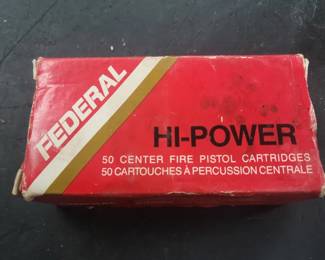 FEDERAL
HI-POWER
50 CENTER FIRE PISTOL CARTRIDGES
50 CARTOUCHES À PERCUSSION CENTRALE